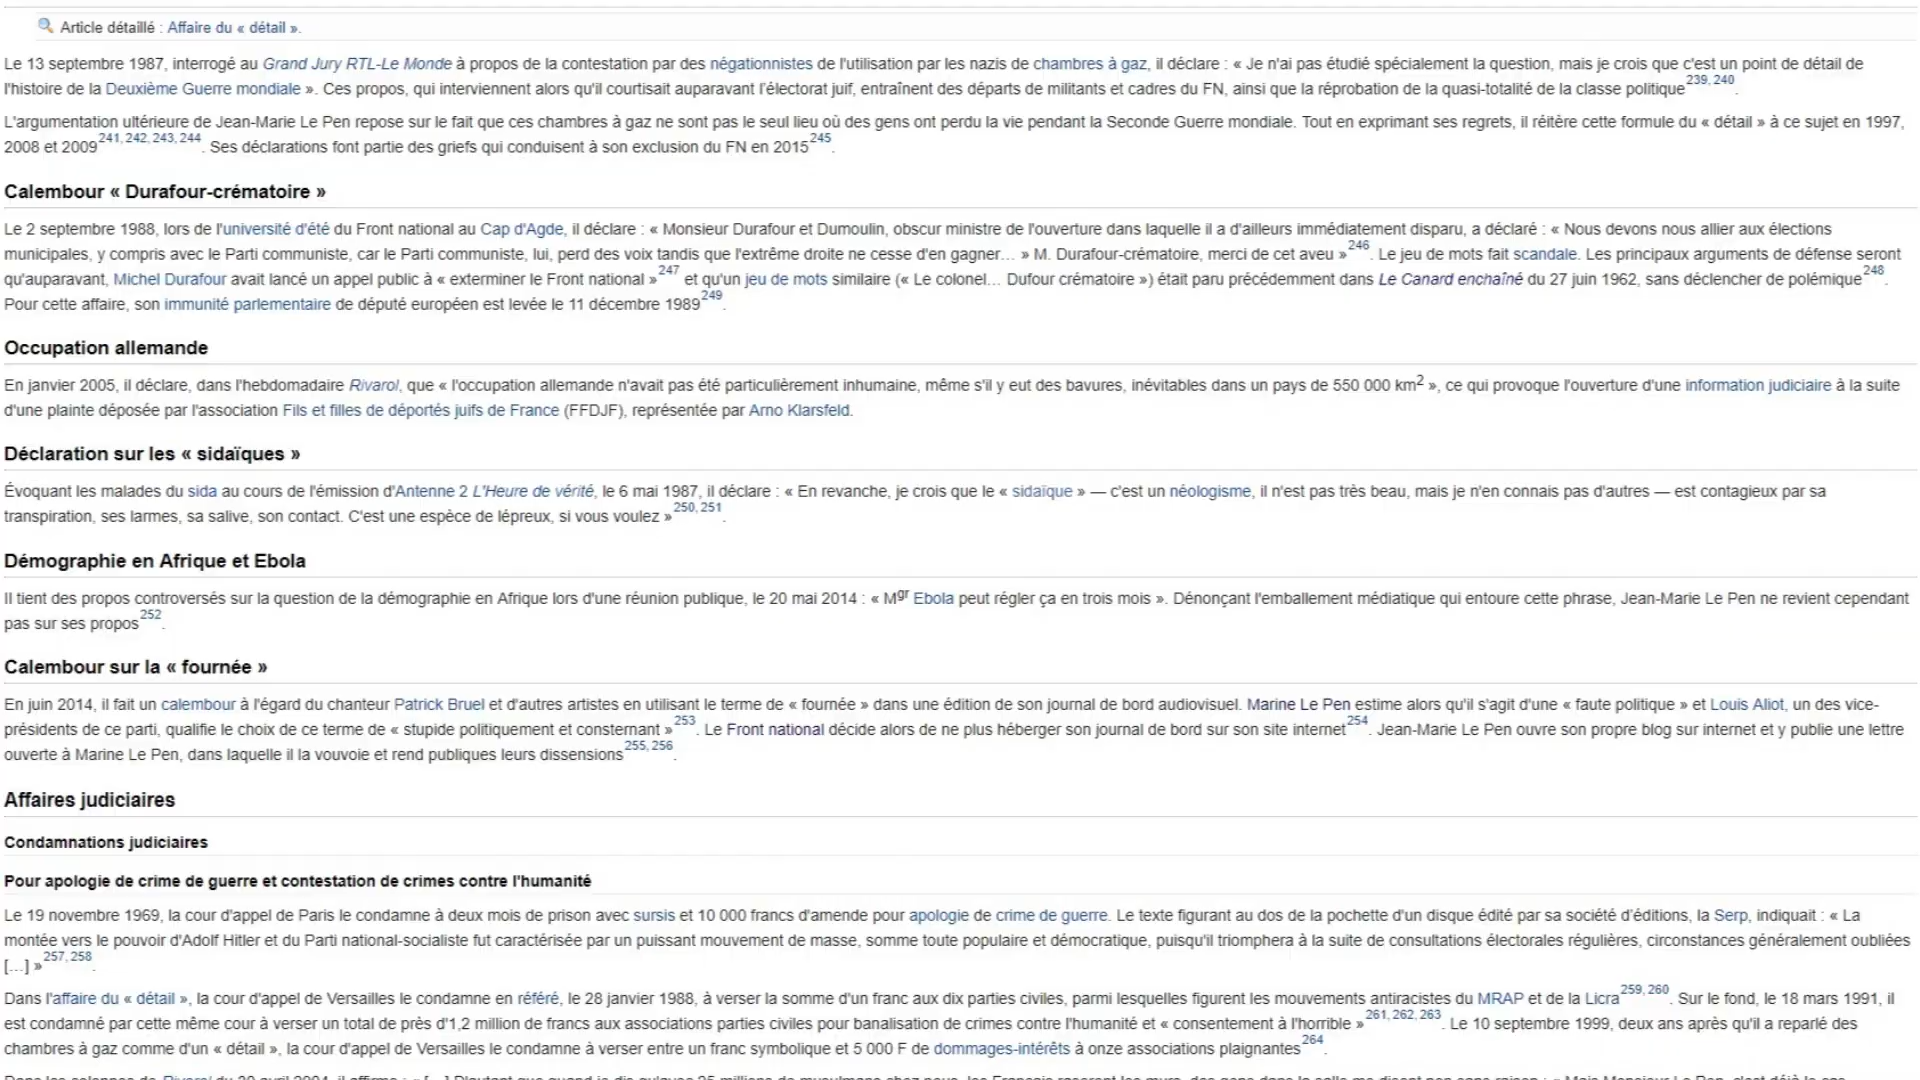 Article détaillé : Affaire du « détail ».
Le 13 septembre 1987, interrogé au Grand Jury RTL-Le Monde à propos de la contestation par des négationnistes de l'utilisation par les nazis de chambres à gaz, il déclare : « Je n'ai pas étudié spécialement la question, mais je crois que c'est un point de détail de
l'histoire de la Deuxième Guerre mondiale ». Ces propos, qui interviennent alors qu'il courtisait auparavant l'électorat juif, entraînent des départs de militants et cadres du FN, ainsi que la réprobation de la quasi-totalité de la classe politique239, 240.
L'argumentation ultérieure de Jean-Marie Le Pen repose sur le fait que ces chambres à gaz ne sont pas le seul lieu où des gens ont perdu la vie pendant la Seconde Guerre mondiale. Tout en exprimant ses regrets, il réitère cette formule du « détail » à ce sujet en 1997,
2008 et 2009241, 242, 243, 244. Ses déclarations font partie des griefs qui conduisent à son exclusion du FN en 2015245.
Calembour « Durafour-crématoire »
Le 2 septembre 1988, lors de l'université d'été du Front national au Cap d'Agde, il déclare : « Monsieur Durafour et Dumoulin, obscur ministre de l'ouverture dans laquelle il a d'ailleurs immédiatement disparu, a déclaré : « Nous devons nous allier aux élections
municipales, y compris avec le Parti communiste, car le Parti communiste, lui, perd des voix tandis que l'extrême droite ne cesse d'en gagner... » M. Durafour-crématoire, merci de cet aveu »246. Le jeu de mots fait scandale. Les principaux arguments de défense seront
qu'auparavant, Michel Durafour avait lancé un appel public à « exterminer le Front national »247 et qu'un jeu de mots similaire (« Le colonel... Dufour crématoire ») était paru précédemment dans Le Canard enchaîné du 27 juin 1962, sans déclencher de polémique248.
Pour cette affaire, son immunité parlementaire de député européen est levée le 11 décembre 1989249.
Occupation allemande
En janvier 2005, il déclare, dans l'hebdomadaire Rivarol, que « l'occupation allemande n'avait pas été particulièrement inhumaine, même s'il y eut des bavures, inévitables dans un pays de 550 000 km2 », ce qui provoque l'ouverture d'une information judiciaire à la suite
d'une plainte déposée par l'association Fils et filles de déportés juifs de France (FFDJF), représentée par Arno Klarsfeld.
Déclaration sur les « sidaïques »
Évoquant les malades du sida au cours de l'émission d'Antenne 2 L'Heure de vérité, le 6 mai 1987, il déclare : « En revanche, je crois que le « sidaïque » — c'est un néologisme, il n'est pas très beau, mais je n'en connais pas d'autres — est contagieux par sa
transpiration, ses larmes, sa salive, son contact. C'est une espèce de lépreux, si vous voulez »250, 251.
Démographie en Afrique et Ebola
Il tient des propos controversés sur la question de la démographie en Afrique lors d'une réunion publique, le 20 mai 2014 : « Mgr Ebola peut régler ça en trois mois ». Dénonçant l'emballement médiatique qui entoure cette phrase, Jean-Marie Le Pen ne revient cependant
pas sur ses propos252.
Calembour sur la « fournée »
En juin 2014, il fait un calembour à l'égard du chanteur Patrick Bruel et d'autres artistes en utilisant le terme de « fournée » dans une édition de son journal de bord audiovisuel. Marine Le Pen estime alors qu'il s'agit d'une « faute politique » et Louis Aliot, un des vice-
présidents de ce parti, qualifie le choix de ce terme de « stupide politiquement et consternant »253. Le Front national décide alors de ne plus héberger son journal de bord sur son site internet254. Jean-Marie Le Pen ouvre son propre blog sur internet et y publie une lettre
ouverte à Marine Le Pen, dans laquelle il la vouvoie et rend publiques leurs dissensions255, 256.
Affaires judiciaires
Condamnations judiciaires
Pour apologie de crime de guerre et contestation de crimes contre l'humanité
Le 19 novembre 1969, la cour d'appel de Paris le condamne à deux mois de prison avec sursis et 10 000 francs d'amende pour apologie de crime de guerre. Le texte figurant au dos de la pochette d'un disque édité par sa société d'éditions, la Serp, indiquait : « La
montée vers le pouvoir d'Adolf Hitler et du Parti national-socialiste fut caractérisée par un puissant mouvement de masse, somme toute populaire et démocratique, puisqu'il triomphera à la suite de consultations électorales régulières, circonstances généralement oubliées
[...] »257, 258.
Dans l'affaire du « détail », la cour d'appel de Versailles le condamne en référé, le 28 janvier 1988, à verser la somme d'un franc aux dix parties civiles, parmi lesquelles figurent les mouvements antiracistes du MRAP et de la Licra259, 260. Sur le fond, le 18 mars 1991, il
est condamné par cette même cour à verser un total de près d'1,2 million de francs aux associations parties civiles pour banalisation de crimes contre l'humanité et « consentement à l'horrible »261, 262, 263. Le 10 septembre 1999, deux ans après qu'il a reparlé des
chambres à gaz comme d'un « détail », la cour d'appel de Versailles le condamne à verser entre un franc symbolique et 5 000 F de dommages-intérêts à onze associations plaignantes264.